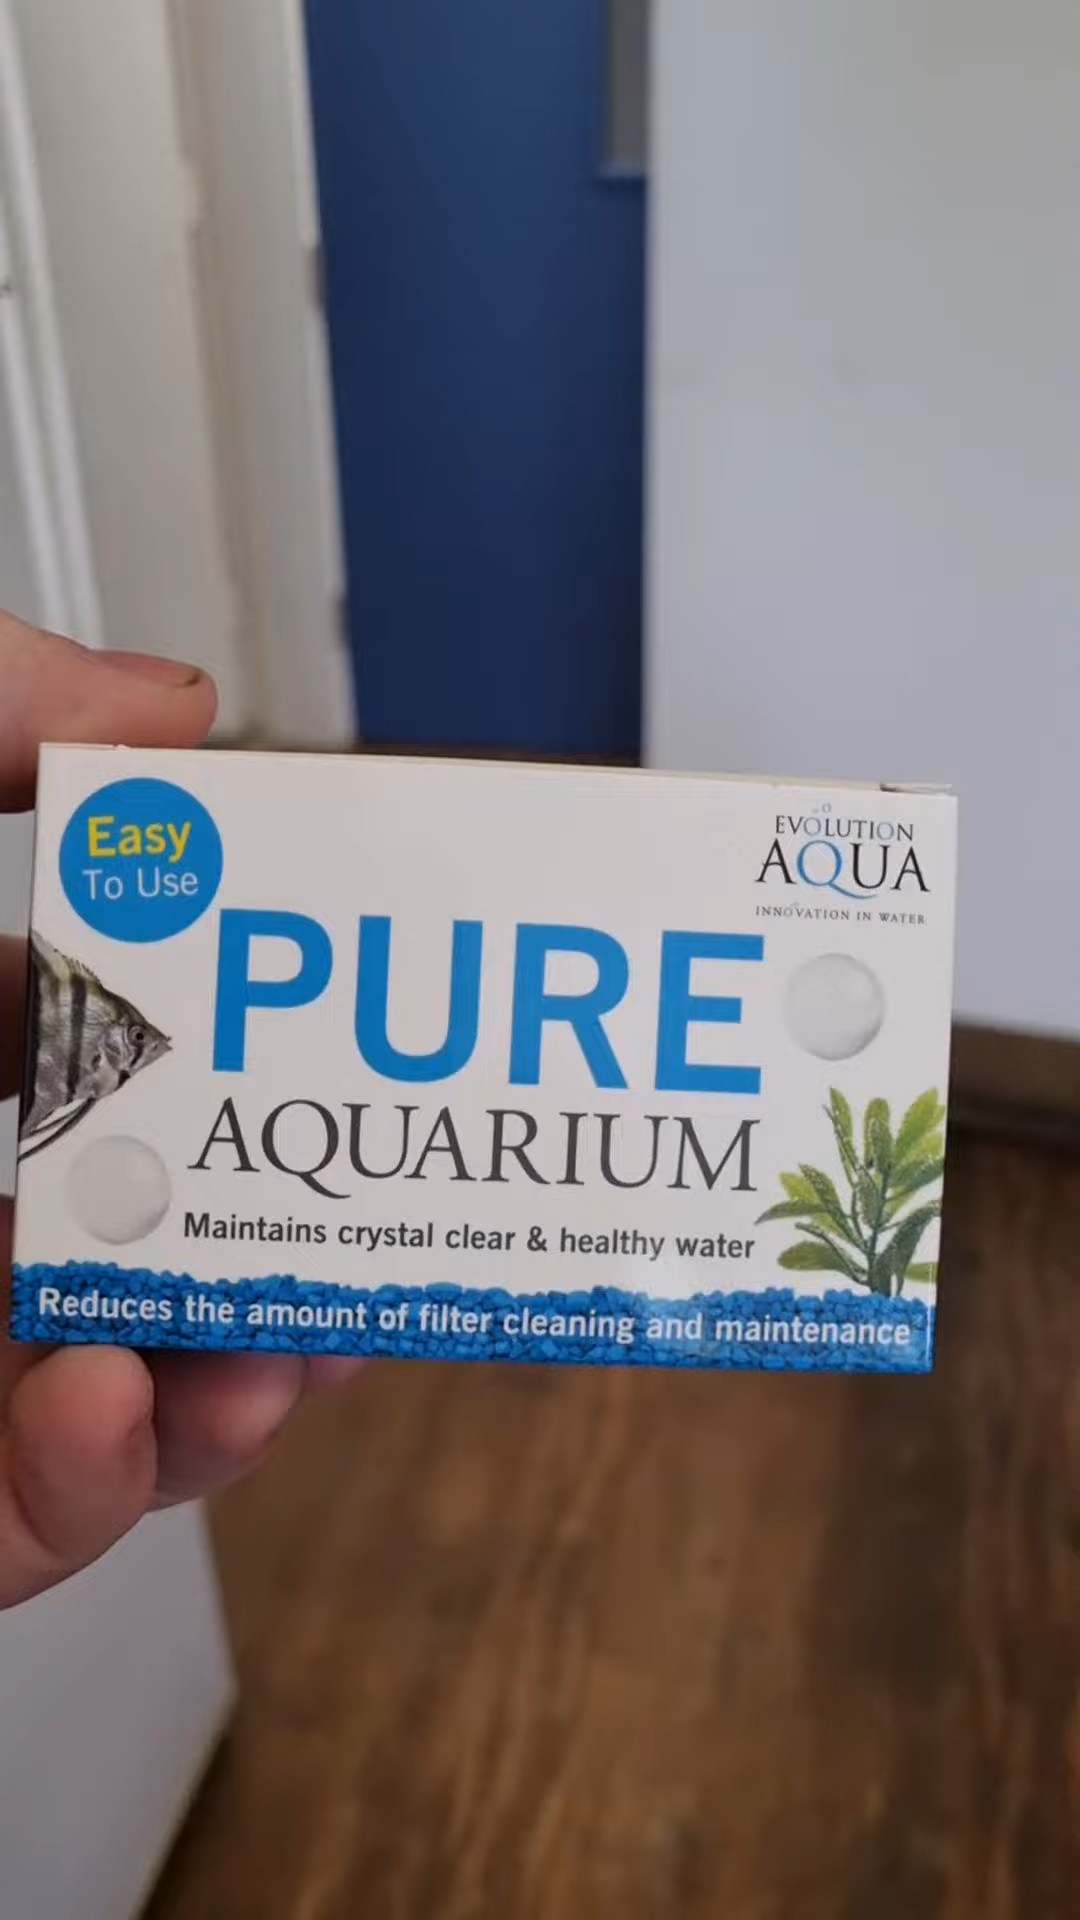 Easy
To Use
EVOLUTION
AQUA
INNOVATION IN WATER
PURE
AQUARIUM
Maintains crystal clear & healthy water
Reduces the amount of filter cleaning and maintenance